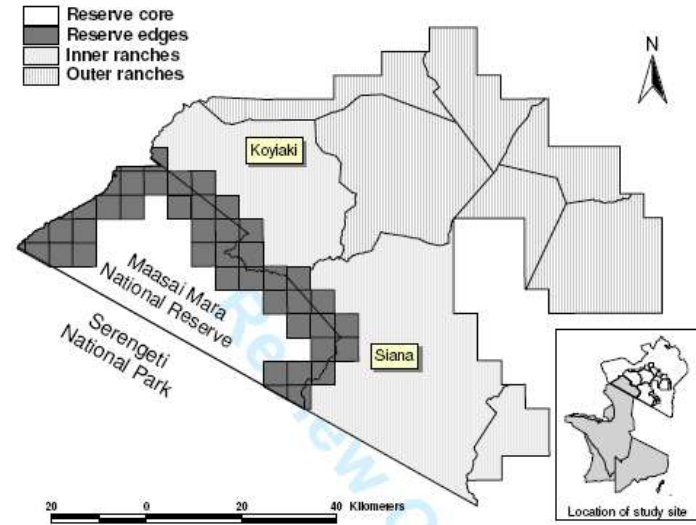 Reserve core
Reserve edges
Inner ranches
Outer ranches
N
Koyiaki
Maasai Mara
National Reserve
Serengeti
National Park
Siana
Review
20 0 20 40 Kilometers
Location of study site